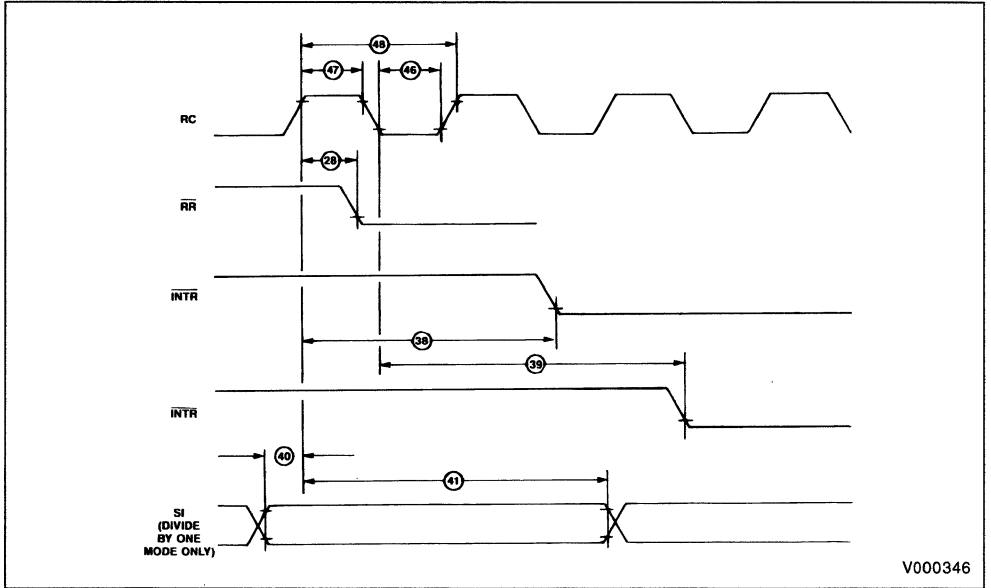 48
47
46
RC
28
RR
INTR
38
39
INTR
40
41
SI
(DIVIDE
BY ONE
MODE ONLY)
V000346